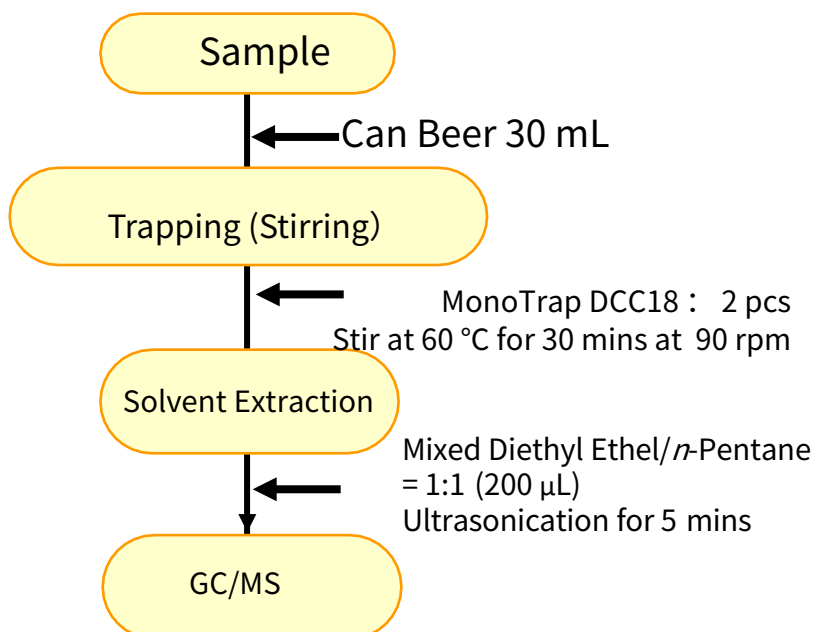 Sample
Can Beer 30 mL
Trapping (Stirring）
MonoTrap DCC18： 2 pcs
Stir at 60 °C for 30 mins at 90 rpm
Solvent Extraction
Mixed Diethyl Ethel/n-Pentane
= 1:1 (200 µL)
Ultrasonication for 5 mins
GC/MS